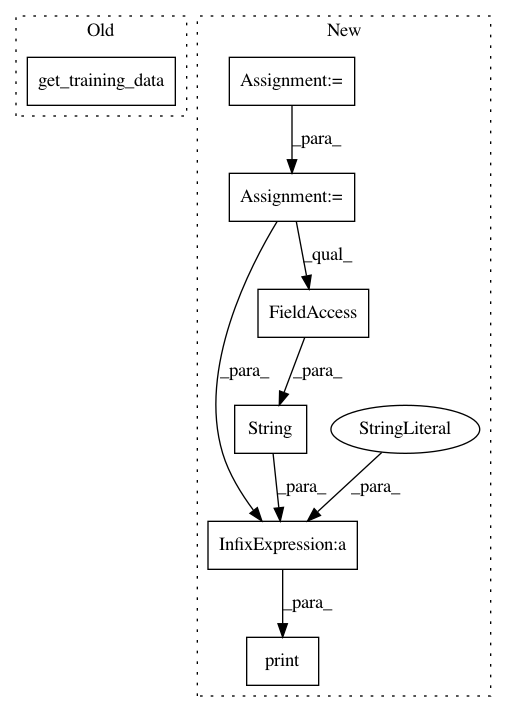 Old
New
get_training_data
Assignment:=
_para_
Assignment:=
_qual_
FieldAccess
_para_
_para_
String
StringLiteral
_para_
_para_
InfixExpression:a
_para_
print